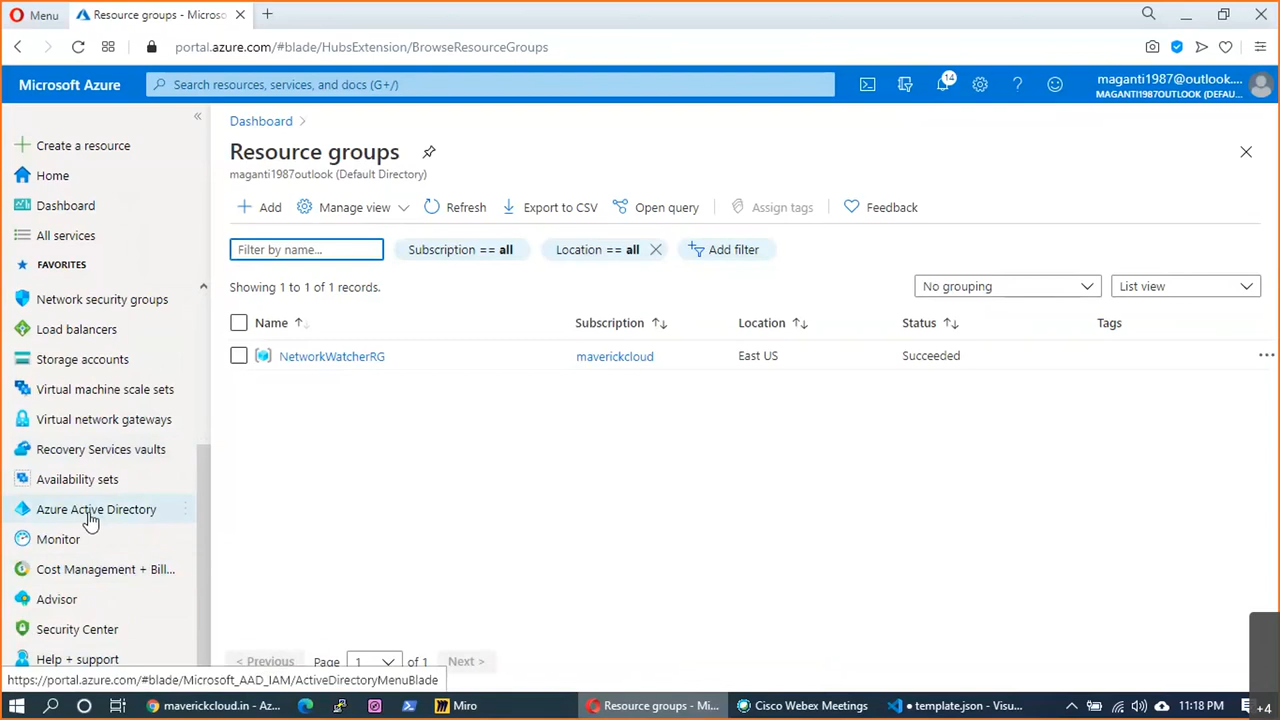 Menu
Resource groups - Microso
portal.azure.com/#blade/HubsExtension/BrowseResourceGroups
Microsoft Azure
Search resources, services, and docs (G+/)
14
maganti1987@outlook....
MAGANTI1987OUTLOOK (DEFAU...
Create a resource
Home
Dashboard
All services
FAVORITES
Network security groups
Load balancers
Storage accounts
Virtual machine scale sets
Virtual network gateways
Recovery Services vaults
Availability sets
Azure Active Directory
Monitor
Cost Management + Bill...
Advisor
Security Center
Help + support
Dashboard
Resource groups
maganti1987outlook (Default Directory)
Add
Manage view
Refresh
Export to CSV
Open query
Assign tags
Feedback
Filter by name...
Subscription == all
Location == all
Add filter
Showing 1 to 1 of 1 records.
No grouping
List view
Name
Subscription
Location
Status
Tags
NetworkWatcherRG
maverickcloud
East US
Succeeded
< Previous
Page
1
of 1
Next >
https://portal.azure.com/#blade/Microsoft_AAD_IAM/ActiveDirectoryMenuBlade
maverickcloud.in - Az...
Miro
Resource groups - Mi...
Cisco Webex Meetings
● template.json - Visu...
11:18 PM
+4